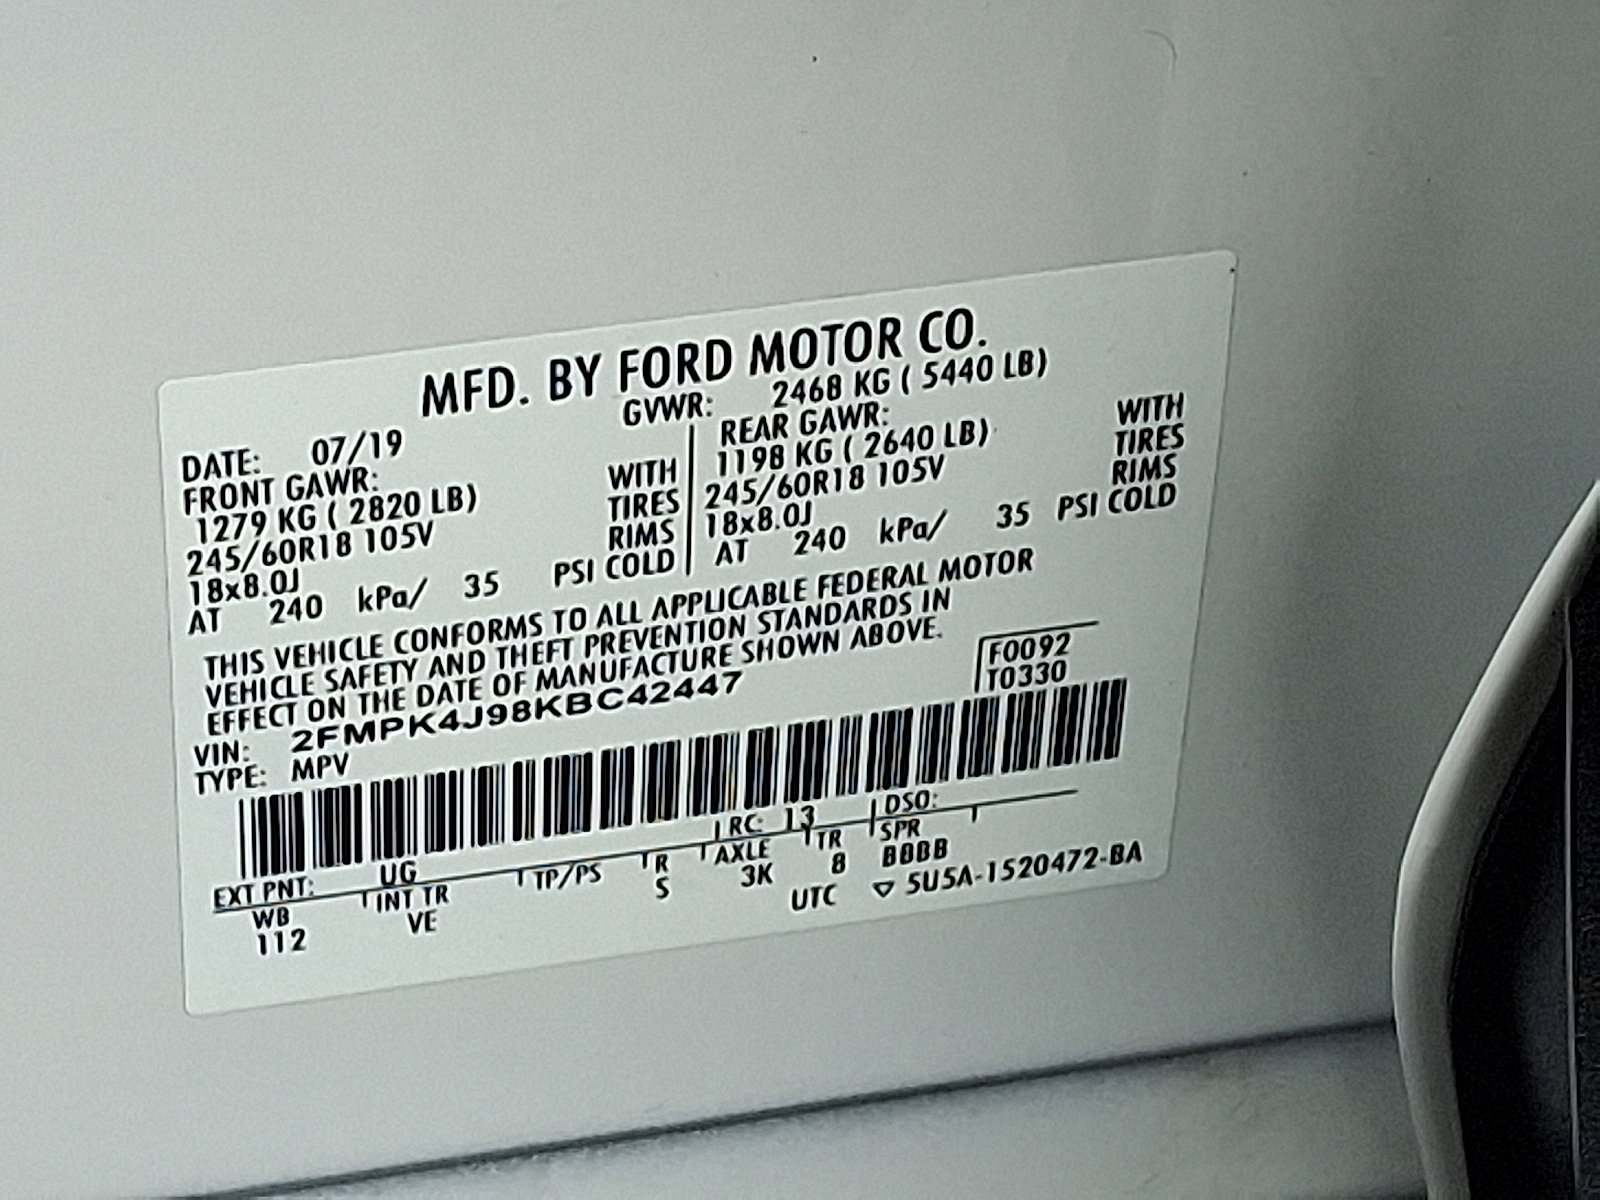 MFD. BY FORD MOTOR CO.
DATE: 07/19 GVWR: 2468 KG ( 5440 LB)
FRONT GAWR: REAR GAWR:
1279 KG ( 2820 LB) WITH 1198 KG ( 2640 LB) WITH
245/60R18 105V TIRES 245/60R18 105V TIRES
18x8.0J RIMS 18x8.0J RIMS
AT 240 kPa/ 35 PSI COLD AT 240 kPa/ 35 PSI COLD
THIS VEHICLE CONFORMS TO ALL APPLICABLE FEDERAL MOTOR
VEHICLE SAFETY AND THEFT PREVENTION STANDARDS IN
EFFECT ON THE DATE OF MANUFACTURE SHOWN ABOVE.
VIN: 2FMPK4J98KBC42447 F0092
TYPE: MPV T0330
EXT PNT: UG RC: 13 DSO:
WB INT TR TP/PS R AXLE TR SPR
112 VE S 3K 8 BBBB
UTC ▽ 5U5A-1520472-BA